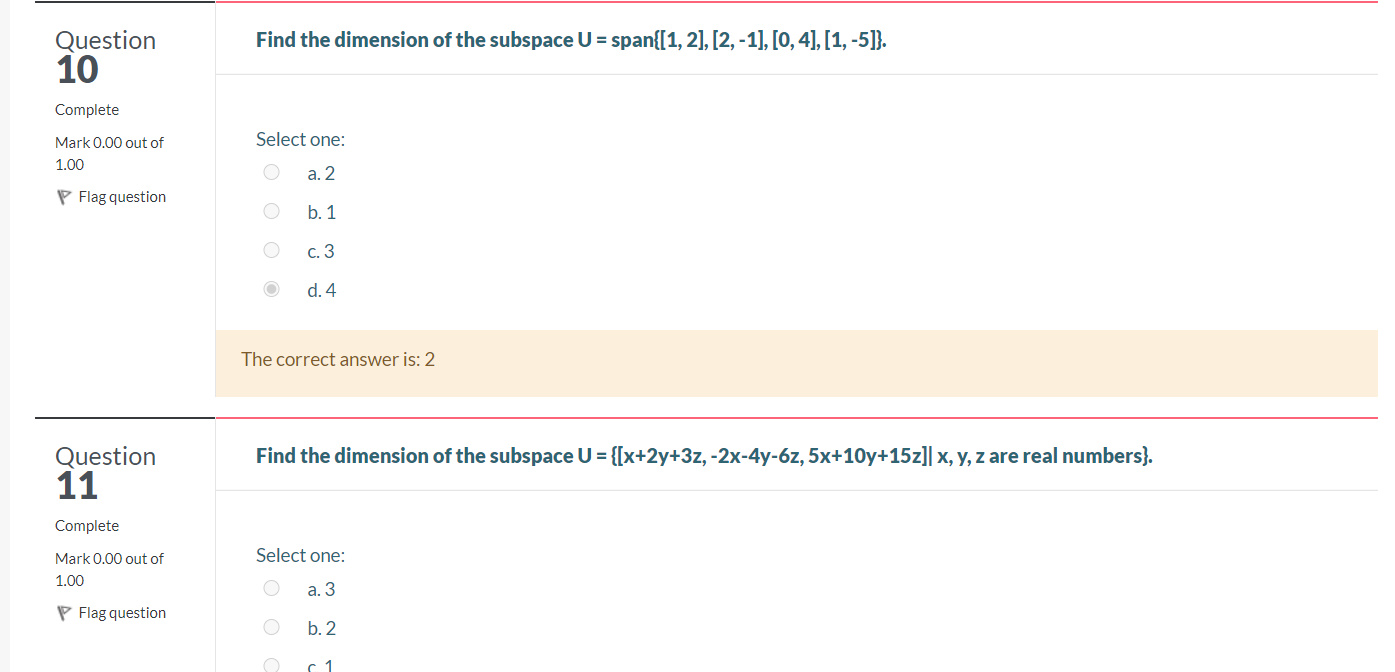 Question
10
Complete
Mark 0.00 out of
1.00
Flag question
Find the dimension of the subspace U = span{[1, 2], [2, -1], [0, 4], [1, -5]}.
Select one:
a. 2
b. 1
c. 3
d. 4
The correct answer is: 2
Question
11
Complete
Mark 0.00 out of
1.00
Flag question
Find the dimension of the subspace U = {[x+2y+3z, -2x-4y-6z, 5x+10y+15z]| x, y, z are real numbers}.
Select one:
a. 3
b. 2
c. 1